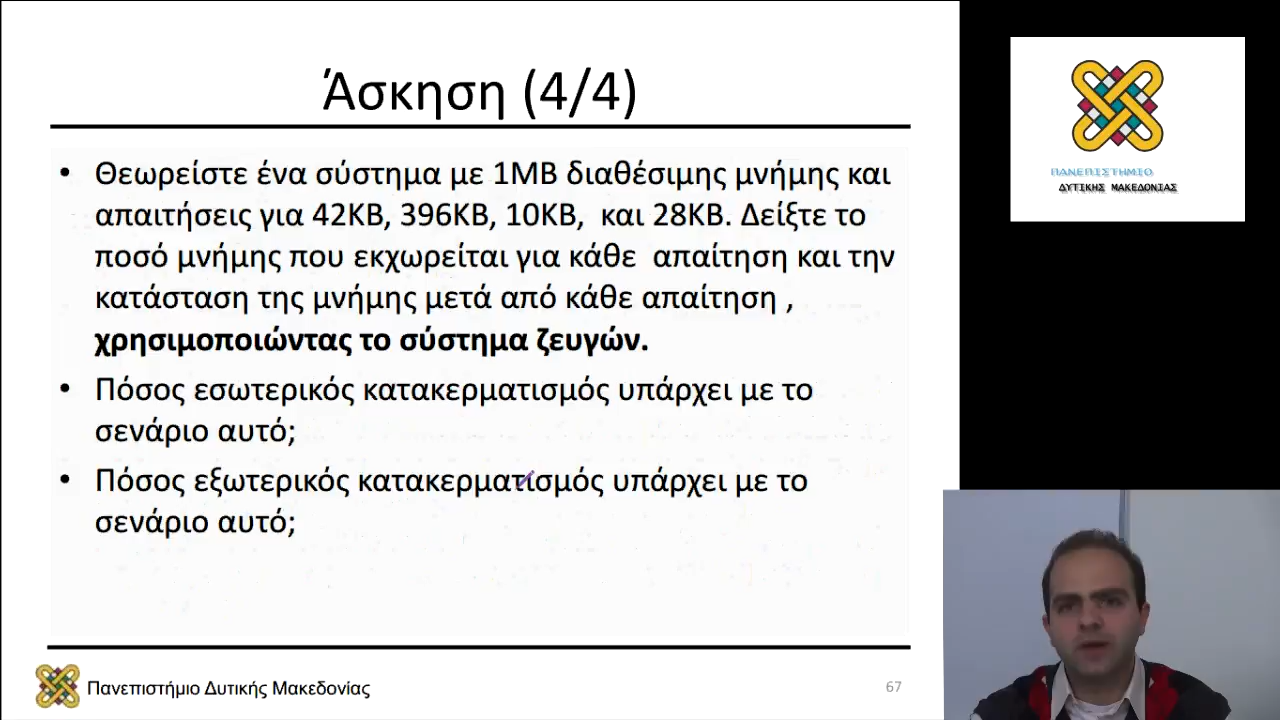 Άσκηση (4/4)
• Θεωρείστε ένα σύστημα με 1MB διαθέσιμης μνήμης και
απαιτήσεις για 42KB, 396KB, 10KB, και 28KB. Δείξτε το
ποσό μνήμης που εκχωρείται για κάθε απαίτηση και την
κατάσταση της μνήμης μετά από κάθε απαίτηση ,
χρησιμοποιώντας το σύστημα ζευγών.
• Πόσος εσωτερικός κατακερματισμός υπάρχει με το
σενάριο αυτό;
• Πόσος εξωτερικός κατακερματισμός υπάρχει με το
σενάριο αυτό;
Πανεπιστήμιο Δυτικής Μακεδονίας
67
ΠΑΝΕΠΙΣΤΗΜΙΟ
ΔΥΤΙΚΗΣ ΜΑΚΕΔΟΝΙΑΣ